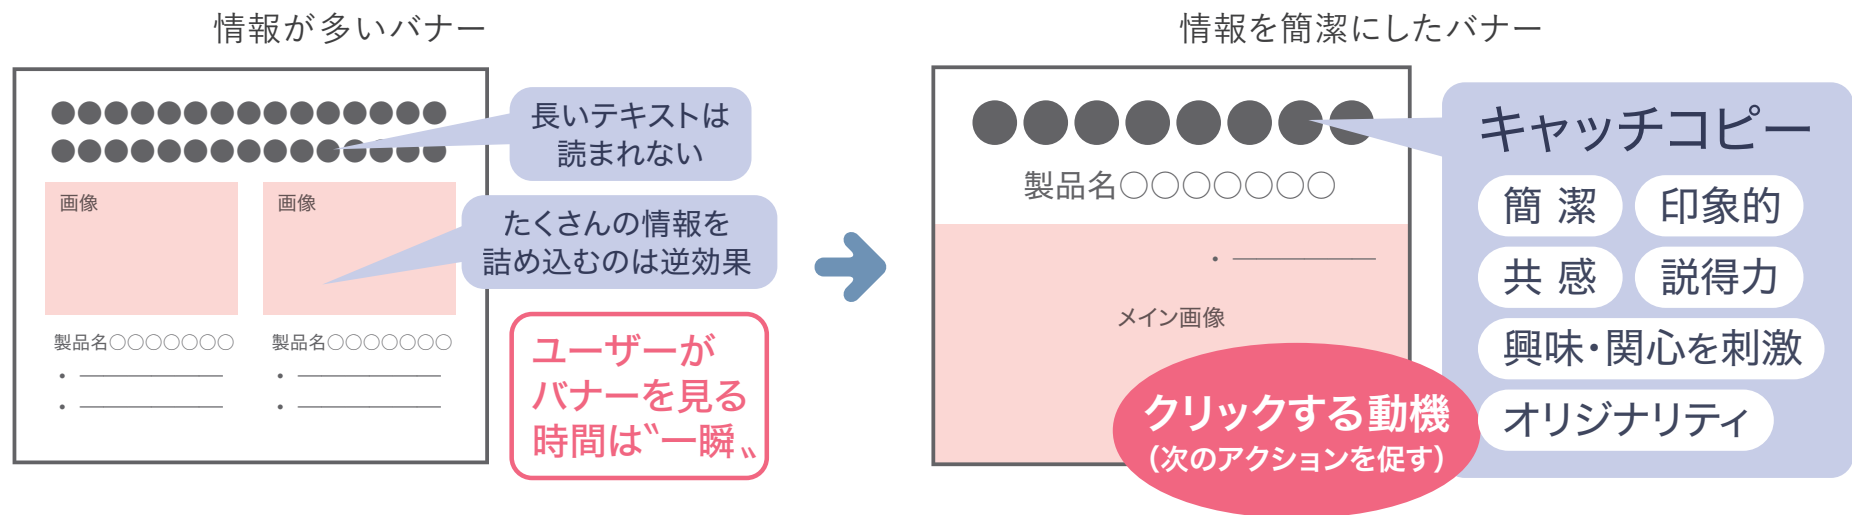 情報が多いバナー
●●●●●●●●●●●●●●●
●●●●●●●●●●●●●●●
長いテキストは
読まれない
画像
画像
たくさんの情報を
詰め込むのは逆効果
製品名○○○○○○○
製品名○○○○○○○
ユーザーが
バナーを見る
時間は〝一瞬〟
情報を簡潔にしたバナー
●●●●●●●●
製品名○○○○○○○
メイン画像
クリックする動機
（次のアクションを促す）
キャッチコピー
簡 潔
印象的
共 感
説得力
興味・関心を刺激
オリジナリティ